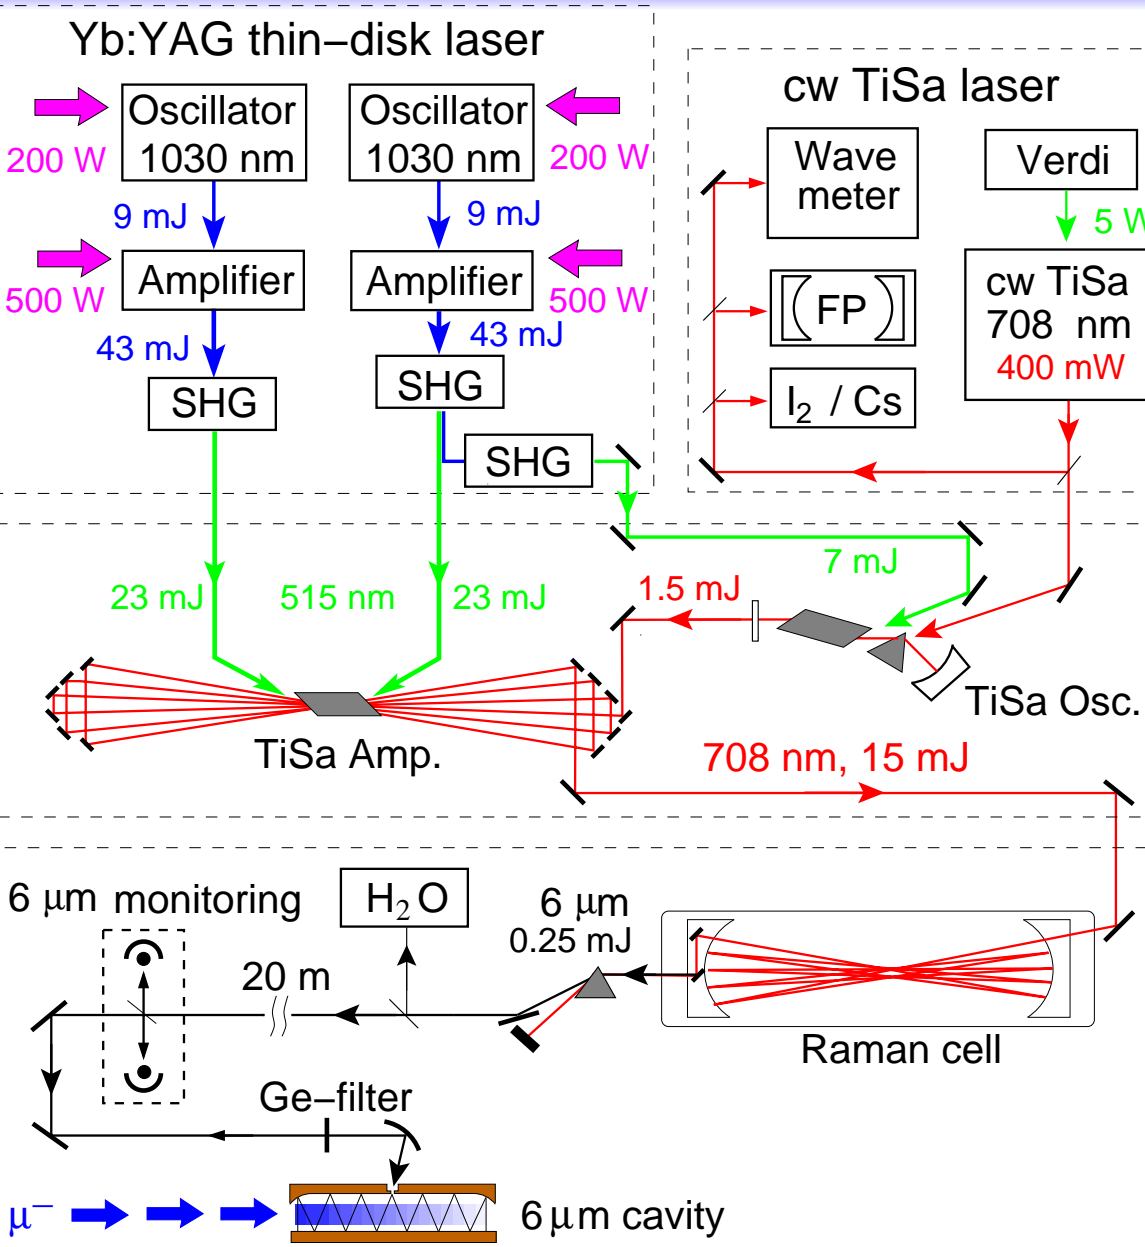 Yb:YAG thin–disk laser
Oscillator
1030 nm
200 W
9 mJ
Amplifier
500 W
43 mJ
SHG
Oscillator
1030 nm
200 W
9 mJ
Amplifier
500 W
43 mJ
SHG
SHG
cw TiSa laser
Wave
meter
FP
I₂ / Cs
Verdi
5 W
cw TiSa
708 nm
400 mW
23 mJ
515 nm
23 mJ
7 mJ
1.5 mJ
TiSa Osc.
TiSa Amp.
708 nm, 15 mJ
6 μm monitoring
H₂O
6 μm
0.25 mJ
20 m
Raman cell
Ge–filter
μ⁻
6 μm cavity